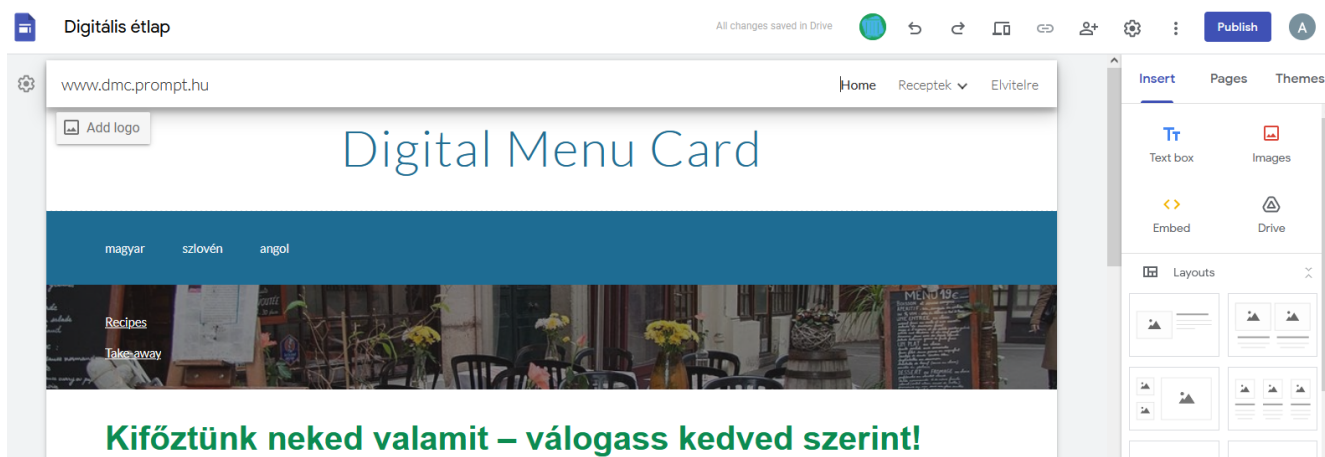 Digitális étlap
All changes saved in Drive
Publish
A
www.dmc.prompt.hu
Home Receptek Elvitelre
Insert Pages Themes
Add logo
Digital Menu Card
Text box Images
Embed Drive
magyar szlovén angol
Layouts
MENU 19€
Recipes
Take-away
Kifőztünk neked valamit – válogass kedved szerint!